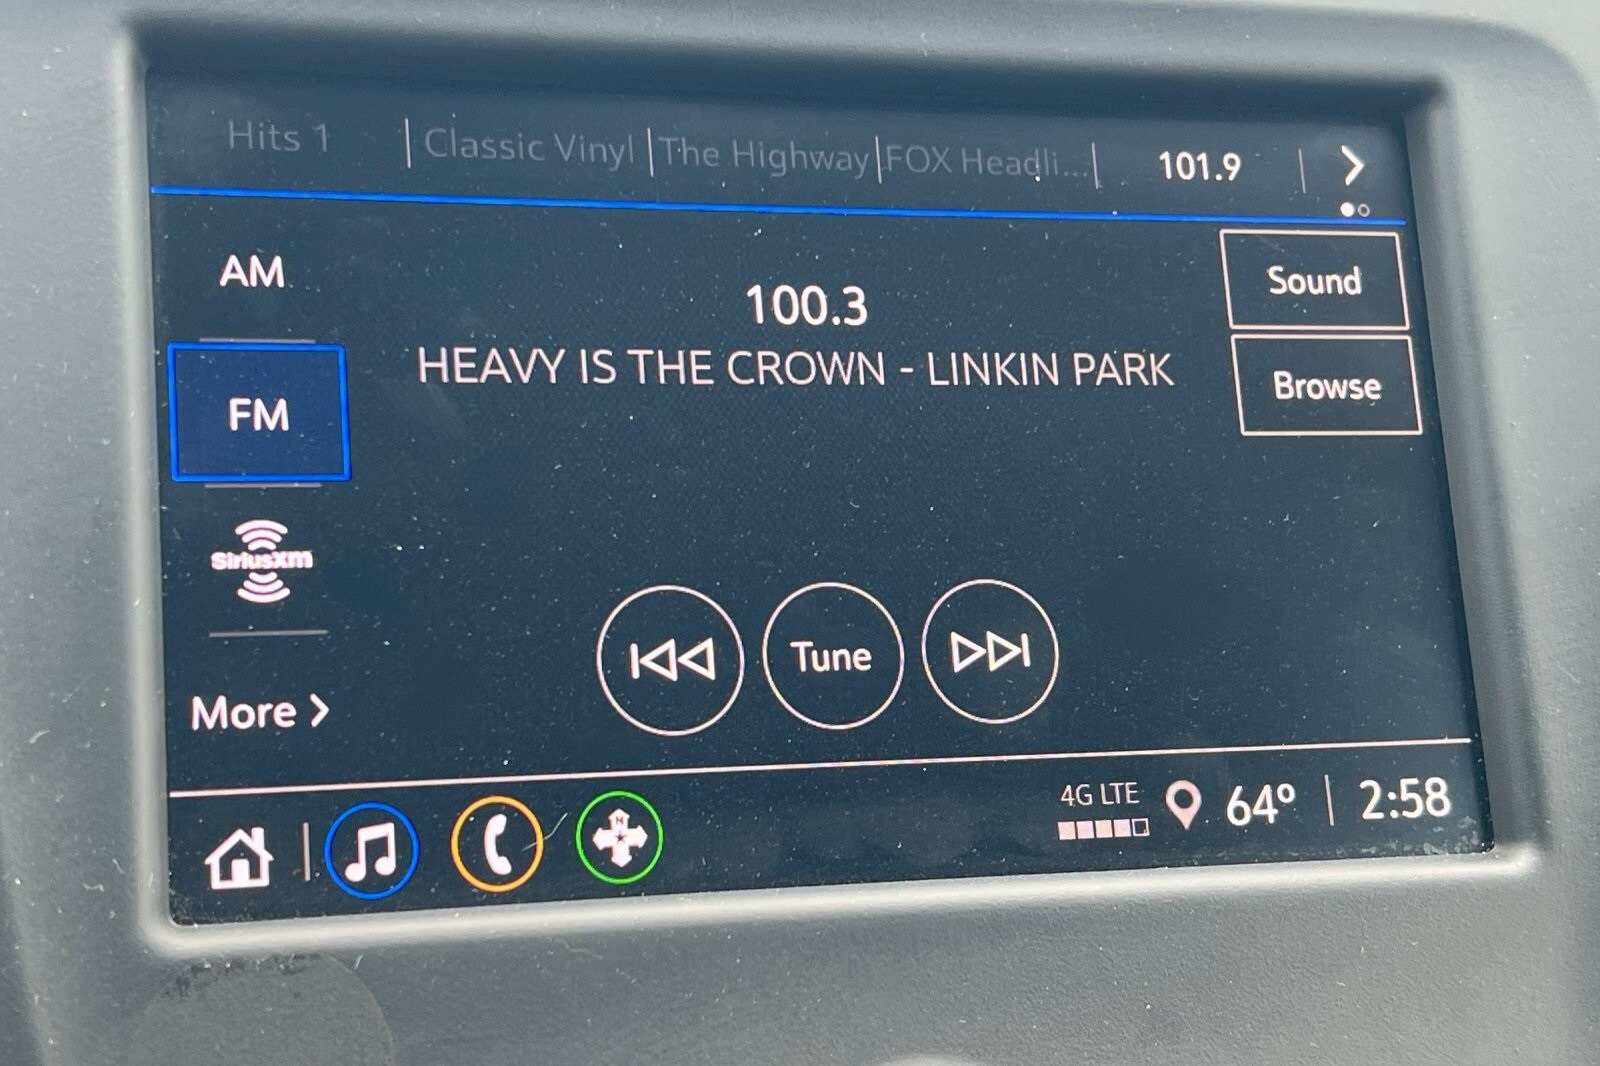 Hits 1 | Classic Vinyl | The Highway | FOX Headli... | 101.9 | >
AM
100.3
Sound
HEAVY IS THE CROWN - LINKIN PARK
Browse
FM
SiriusXM
Tune
More >
4G LTE
64° | 2:58
N